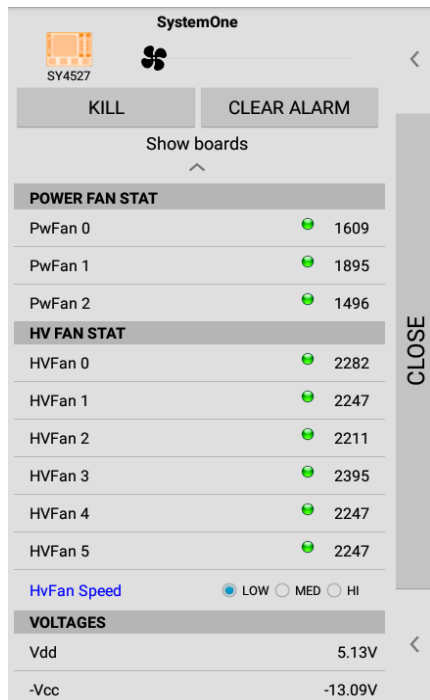 SystemOne
SY4527
KILL CLEAR ALARM
Show boards
POWER FAN STAT
PwFan 0 1609
PwFan 1 1895
PwFan 2 1496
HV FAN STAT
HVFan 0 2282
HVFan 1 2247
HVFan 2 2211
HVFan 3 2395
HVFan 4 2247
HVFan 5 2247
HvFan Speed LOW MED HI
VOLTAGES
Vdd 5.13V
-Vcc -13.09V
CLOSE